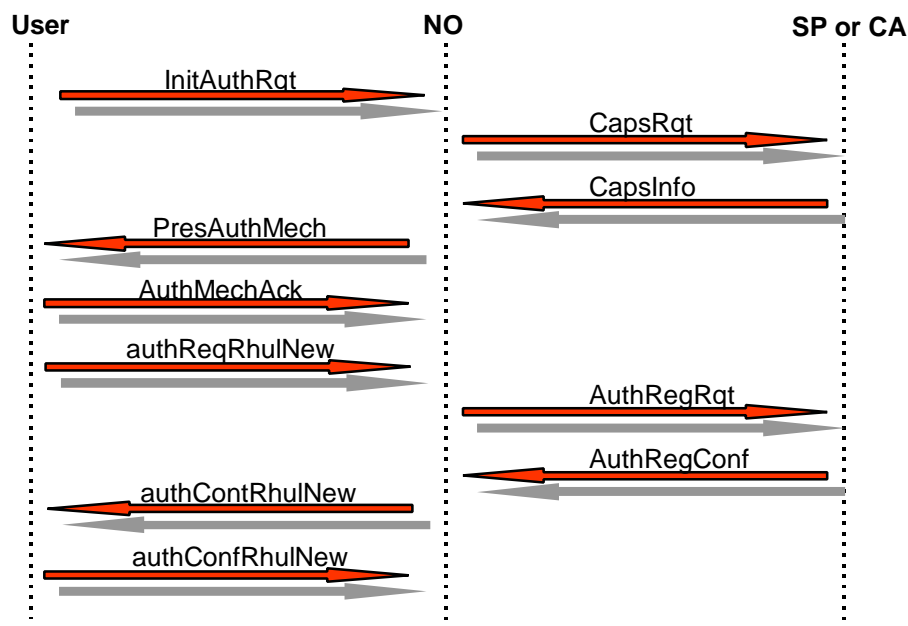 User NO SP or CA
InitAuthRqt
CapsRqt
CapsInfo
PresAuthMech
AuthMechAck
authReqRhulNew
AuthRegRqt
AuthRegConf
authContRhulNew
authConfRhulNew